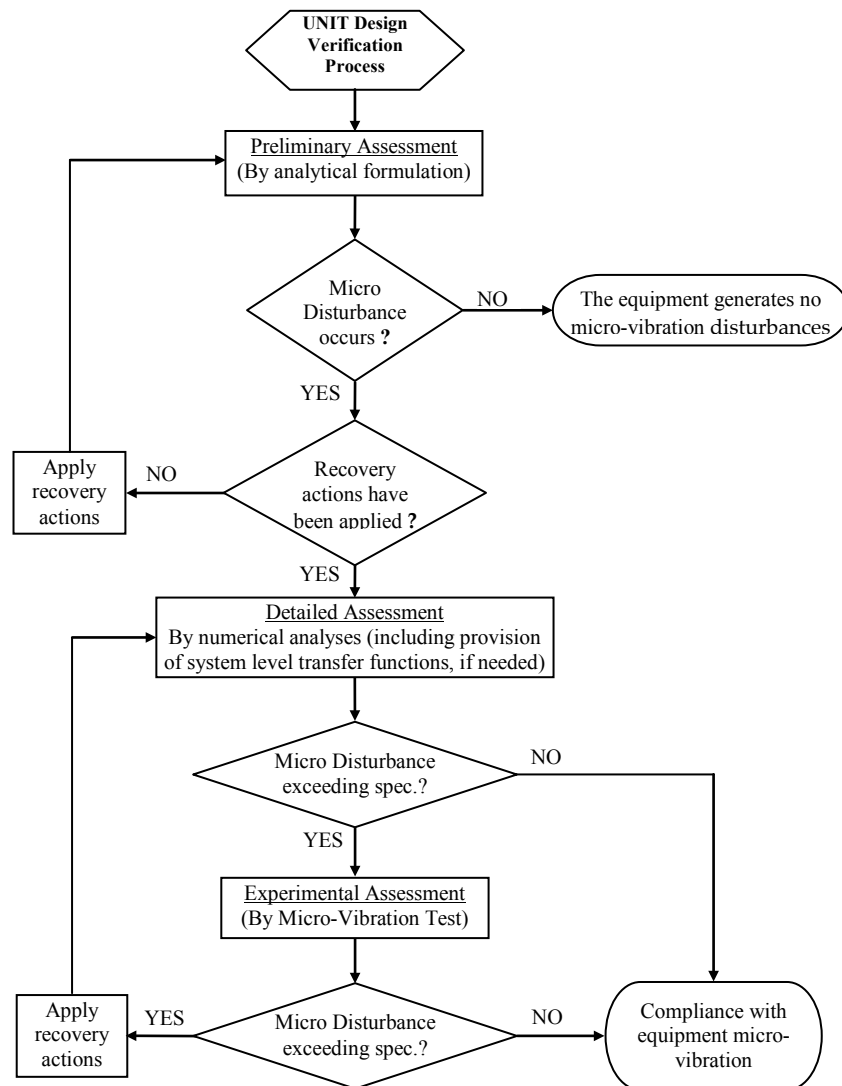 UNIT Design
Verification
Process
Preliminary Assessment
(By analytical formulation)
Micro
Disturbance
occurs ?
NO
The equipment generates no
micro-vibration disturbances
YES
Recovery
actions have
been applied ?
NO
Apply
recovery
actions
YES
Detailed Assessment
By numerical analyses (including provision
of system level transfer functions, if needed)
Micro Disturbance
exceeding spec.?
NO
YES
Experimental Assessment
(By Micro-Vibration Test)
Micro Disturbance
exceeding spec.?
YES
Apply
recovery
actions
NO
Compliance with
equipment micro-
vibration